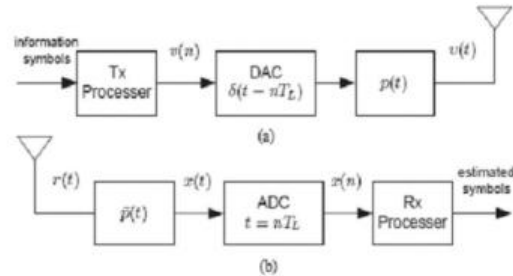 information
symbols
v(n)
υ(t)
Tx
Processer
DAC
δ(t − nT_L)
p(t)
(a)
r(t)
x(t)
x(n)
estimated
symbols
p̃(t)
ADC
t = nT_L
Rx
Processer
(b)